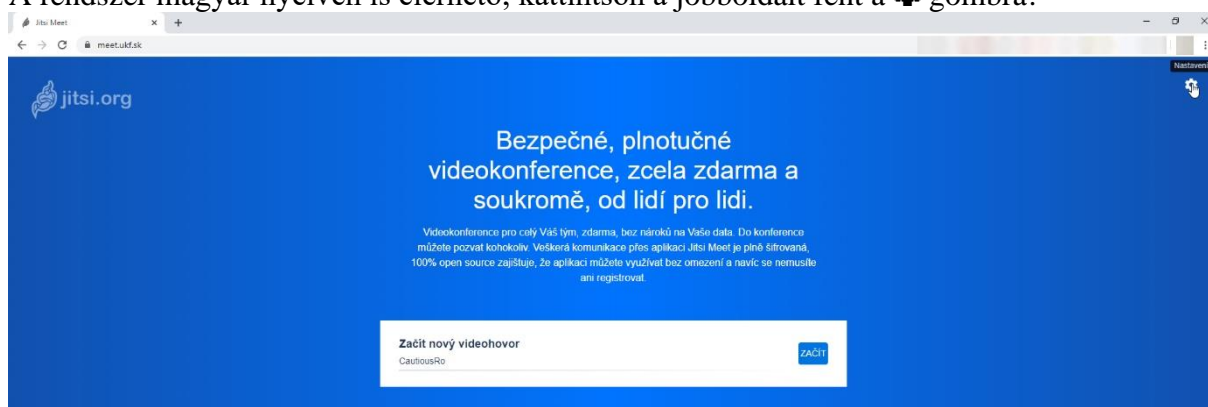 A rendszer magyar nyelven is elérhető, kattintson a jobboldalt fent a ⚙ gombra:
Jitsi Meet
meet.ukf.sk
Nastavení
jitsi.org
Bezpečné, plnotučné
videokonference, zcela zdarma a
soukromě, od lidí pro lidi.
Videokonference pro celý Váš tým, zdarma, bez nároků na Vaše data. Do konference
můžete pozvat kohokoliv. Veškerá komunikace přes aplikaci Jitsi Meet je plně šifrovaná,
100% open source zajištuje, že aplikaci můžete využívat bez omezení a navíc se nemusíte
ani registrovat.
Začít nový videohovor
CautiousRo
ZAČÍT